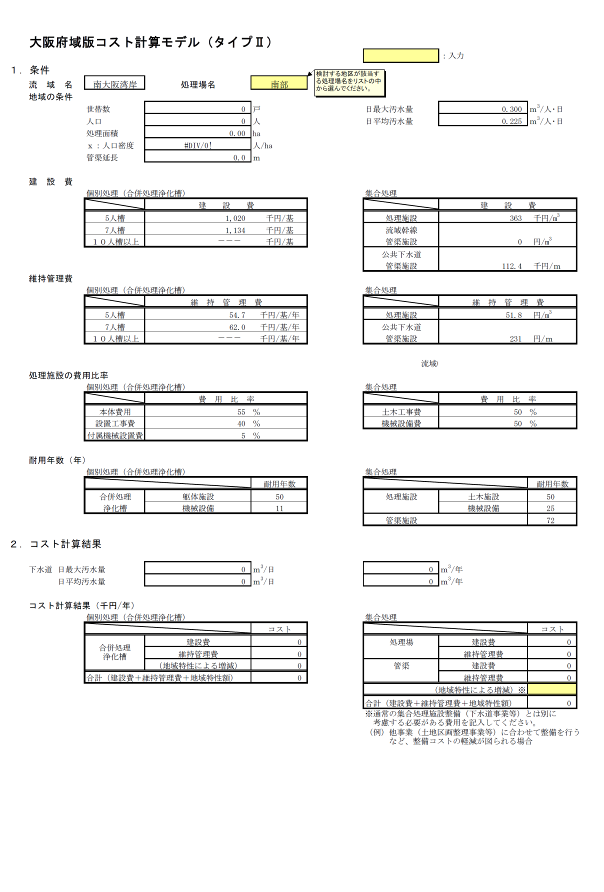 大阪府域版コスト計算モデル（タイプⅡ）
：入力
１．条件
流 域 名 南大阪湾岸 処理場名 南部
検討する地区が該当する処理場名をリストの中から選んでください。
地域の条件
世帯数 0 戸 日最大汚水量 0.300 m³/人・日
人口 0 人 日平均汚水量 0.225 m³/人・日
処理面積 0.00 ha
ｘ：人口密度 #DIV/0! 人/ha
管渠延長 0.0 m
建 設 費
個別処理（合併処理浄化槽） 集合処理
建 設 費 建 設 費
5人槽 1,020 千円/基 処理施設 363 千円/m³
7人槽 1,134 千円/基 流域幹線
１０人槽以上 −−− 千円/基 管渠施設 0 円/m³
公共下水道
管渠施設 112.4 千円/m
維持管理費
個別処理（合併処理浄化槽） 集合処理
維 持 管 理 費 維 持 管 理 費
5人槽 54.7 千円/基/年 処理施設 51.8 円/m³
7人槽 62.0 千円/基/年 公共下水道
１０人槽以上 −−− 千円/基/年 管渠施設 231 円/m
流域）
処理施設の費用比率
個別処理（合併処理浄化槽） 集合処理
費 用 比 率 費 用 比 率
本体費用 55 % 土木工事費 50 %
設置工事費 40 % 機械設備費 50 %
付属機械設置費 5 %
耐用年数（年）
個別処理（合併処理浄化槽） 集合処理
耐用年数 耐用年数
合併処理 躯体施設 50 処理施設 土木施設 50
浄化槽 機械設備 11 機械設備 25
管渠施設 72
２．コスト計算結果
下水道 日最大汚水量 0 m³/日 0 m³/年
日平均汚水量 0 m³/日 0 m³/年
コスト計算結果（千円/年）
個別処理（合併処理浄化槽） 集合処理
コスト コスト
合併処理浄化槽 建設費 0 処理場 建設費 0
維持管理費 0 維持管理費 0
（地域特性による増減） 0 管渠 建設費 0
合計（建設費＋維持管理費＋地域特性額） 0 維持管理費 0
（地域特性による増減）※
合計（建設費＋維持管理費＋地域特性額） 0
※通常の集合処理施設整備（下水道事業等）とは別に
考慮する必要がある費用を記入してください。
（例）他事業（土地区画整理事業等）に合わせて整備を行う
など、整備コストの軽減が図られる場合